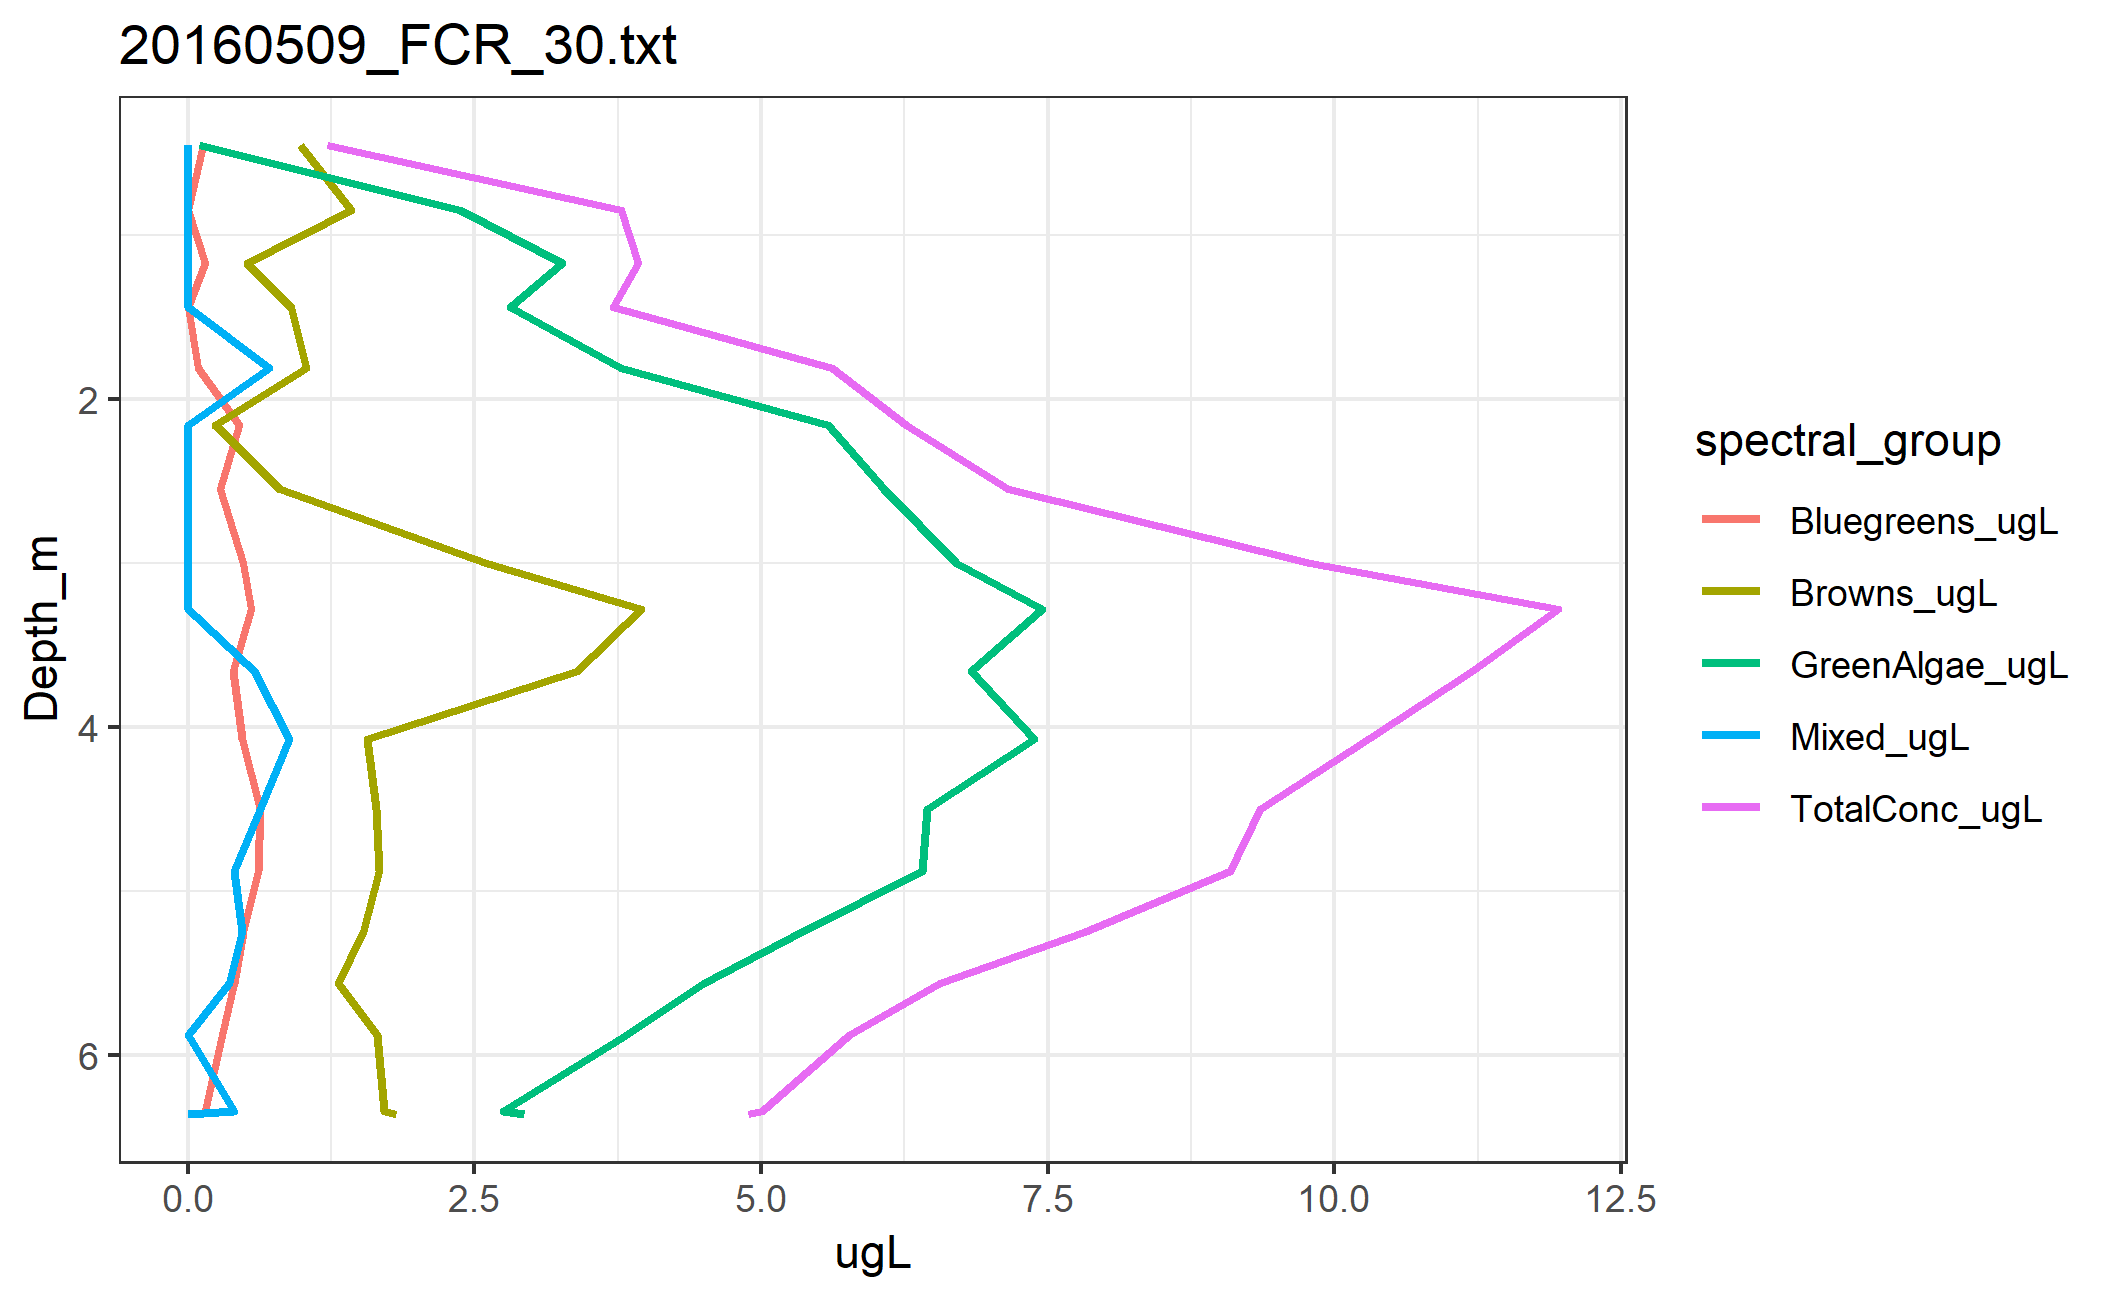 20160509_FCR_30.txt
Depth_m
2
4
6
0.0 2.5 5.0 7.5 10.0 12.5
ugL
spectral_group
Bluegreens_ugL
Browns_ugL
GreenAlgae_ugL
Mixed_ugL
TotalConc_ugL